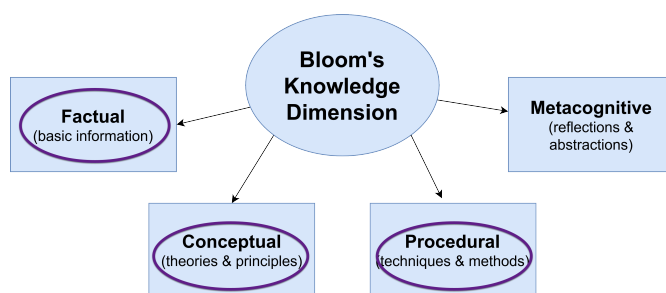 Bloom's
Knowledge
Dimension
Factual
(basic information)
Metacognitive
(reflections &
abstractions)
Conceptual
(theories & principles)
Procedural
(techniques & methods)